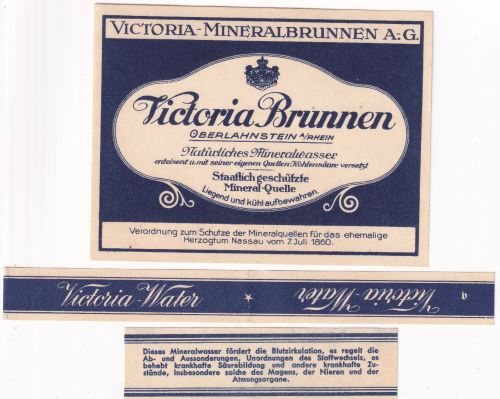 VICTORIA-MINERALBRUNNEN A.-G.
Victoria Brunnen
OBERLAHNSTEIN A/RHEIN
Natürliches Mineralwasser
enteisent u. mit seiner eigenen Quellen-Kohlensäure versetzt
Staatlich geschützte
Mineral-Quelle
Liegend und kühl aufbewahren.
Verordnung zum Schutze der Mineralquellen für das ehemalige
Herzogtum Nassau vom 7. Juli 1860.
Victoria-Water ★ Victoria-Water
Dieses Mineralwasser fördert die Blutzirkulation, es regelt die
Ab- und Aussonderungen, Unordnungen des Stoffwechsels, es
behebt krankhafte Säurebildung und andere krankhafte Zu-
stände, insbesondere solche des Magens, der Nieren und der
Atmungsorgane.